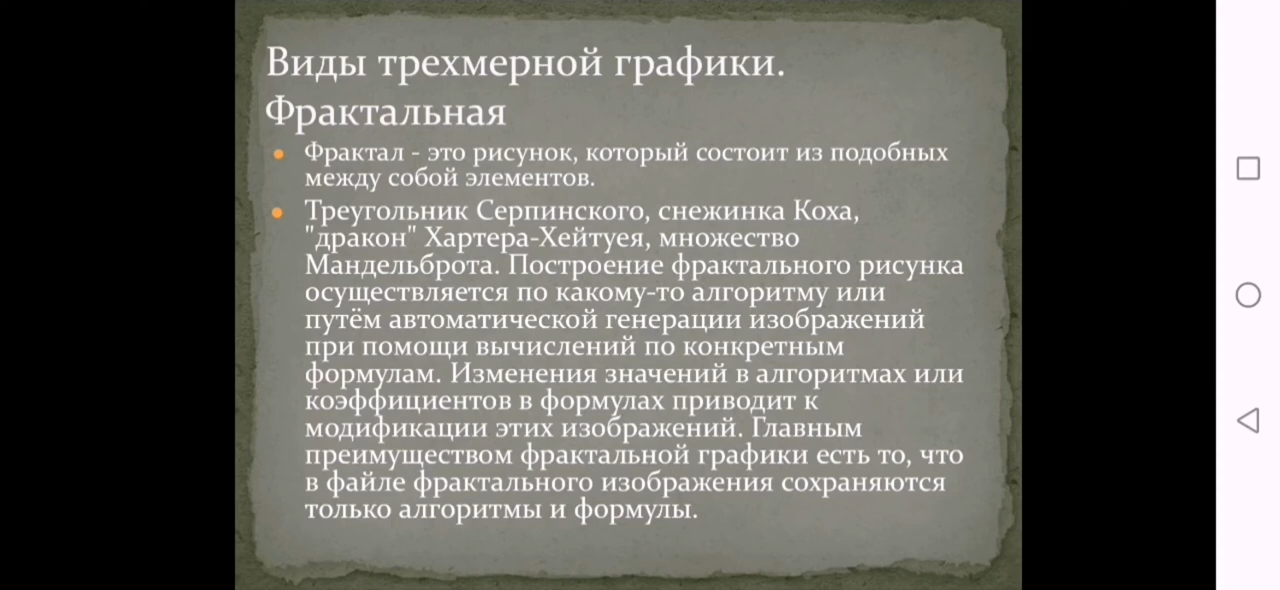 Виды трехмерной графики.
Фрактальная
Фрактал - это рисунок, который состоит из подобных
между собой элементов.
Треугольник Серпинского, снежинка Коха,
"дракон" Хартера-Хейтуея, множество
Мандельброта. Построение фрактального рисунка
осуществляется по какому-то алгоритму или
путём автоматической генерации изображений
при помощи вычислений по конкретным
формулам. Изменения значений в алгоритмах или
коэффициентов в формулах приводит к
модификации этих изображений. Главным
преимуществом фрактальной графики есть то, что
в файле фрактального изображения сохраняются
только алгоритмы и формулы.